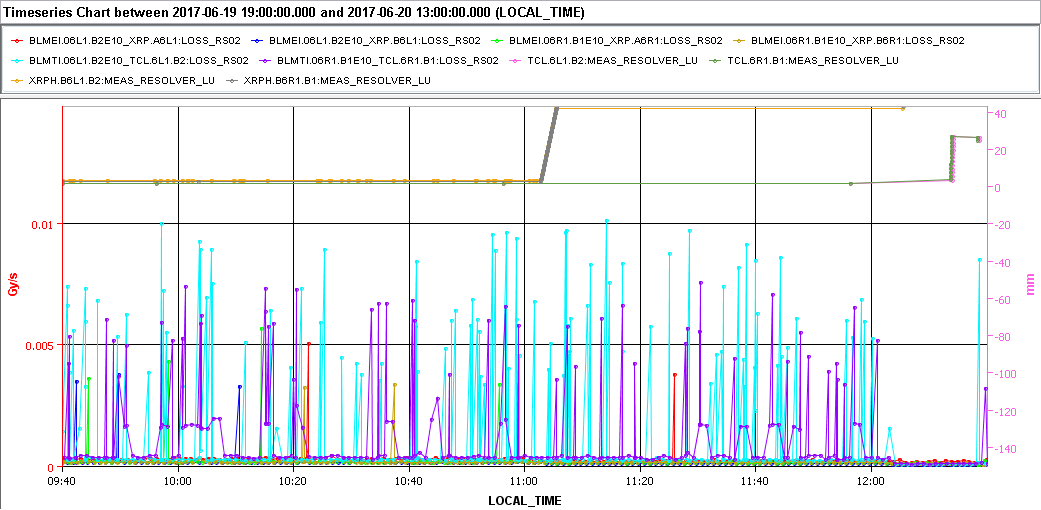 Timeseries Chart between 2017-06-19 19:00:00.000 and 2017-06-20 13:00:00.000 (LOCAL_TIME)
BLMEI.06L1.B2E10_XRP.A6L1:LOSS_RS02 BLMEI.06L1.B2E10_XRP.B6L1:LOSS_RS02 BLMEI.06R1.B1E10_XRP.A6R1:LOSS_RS02 BLMEI.06R1.B1E10_XRP.B6R1:LOSS_RS02
BLMTI.06L1.B2E10_TCL.6L1.B2:LOSS_RS02 BLMTI.06R1.B1E10_TCL.6R1.B1:LOSS_RS02 TCL.6L1.B2:MEAS_RESOLVER_LU TCL.6R1.B1:MEAS_RESOLVER_LU
XRPH.B6L1.B2:MEAS_RESOLVER_LU XRPH.B6R1.B1:MEAS_RESOLVER_LU
0.01
0.005
0
Gy/s
40
20
0
-20
-40
-60
-80
-100
-120
-140
mm
09:40 10:00 10:20 10:40 11:00 11:20 11:40 12:00
LOCAL_TIME